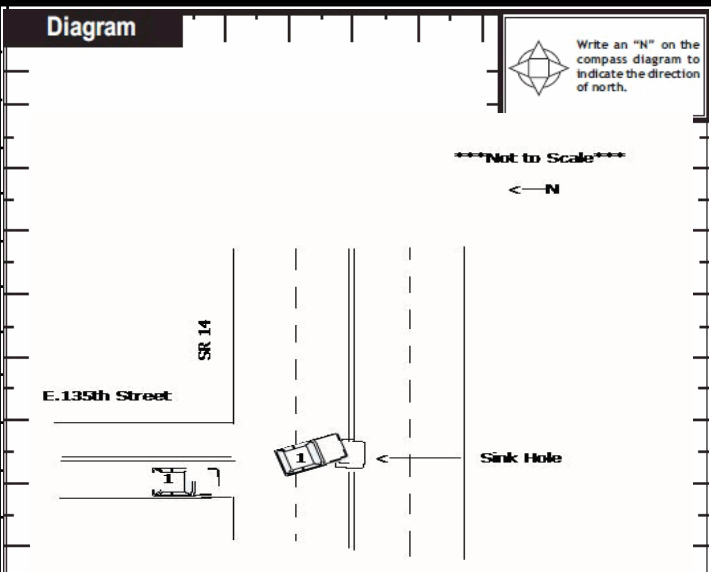 Diagram
Write an “N” on the
compass diagram to
indicate the direction
of north.
***Not to Scale***
<—N
SR 14
E.135th Street
1
1
Sink Hole